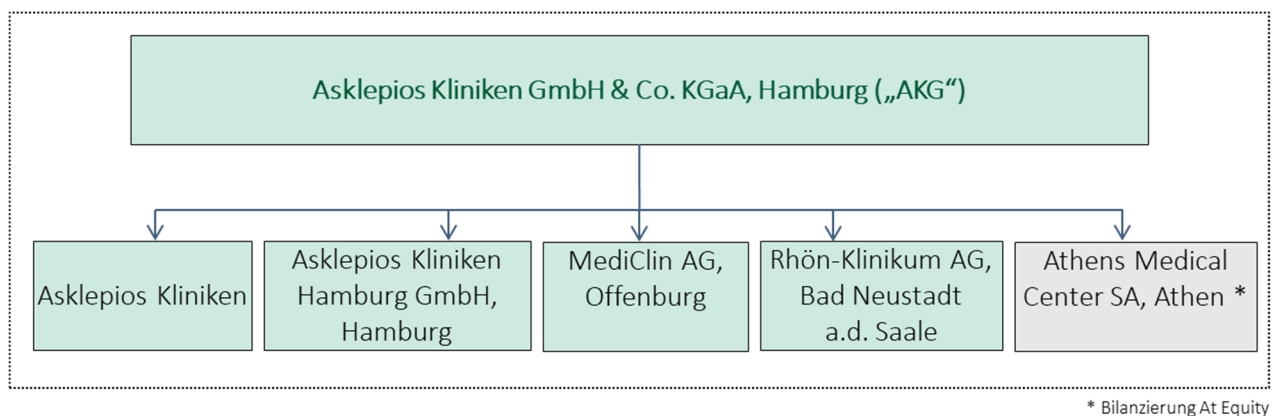 Asklepios Kliniken GmbH & Co. KGaA, Hamburg („AKG“)
Asklepios Kliniken
Asklepios Kliniken
Hamburg GmbH,
Hamburg
MediClin AG,
Offenburg
Rhön-Klinikum AG,
Bad Neustadt
a.d. Saale
Athens Medical
Center SA, Athen *
* Bilanzierung At Equity